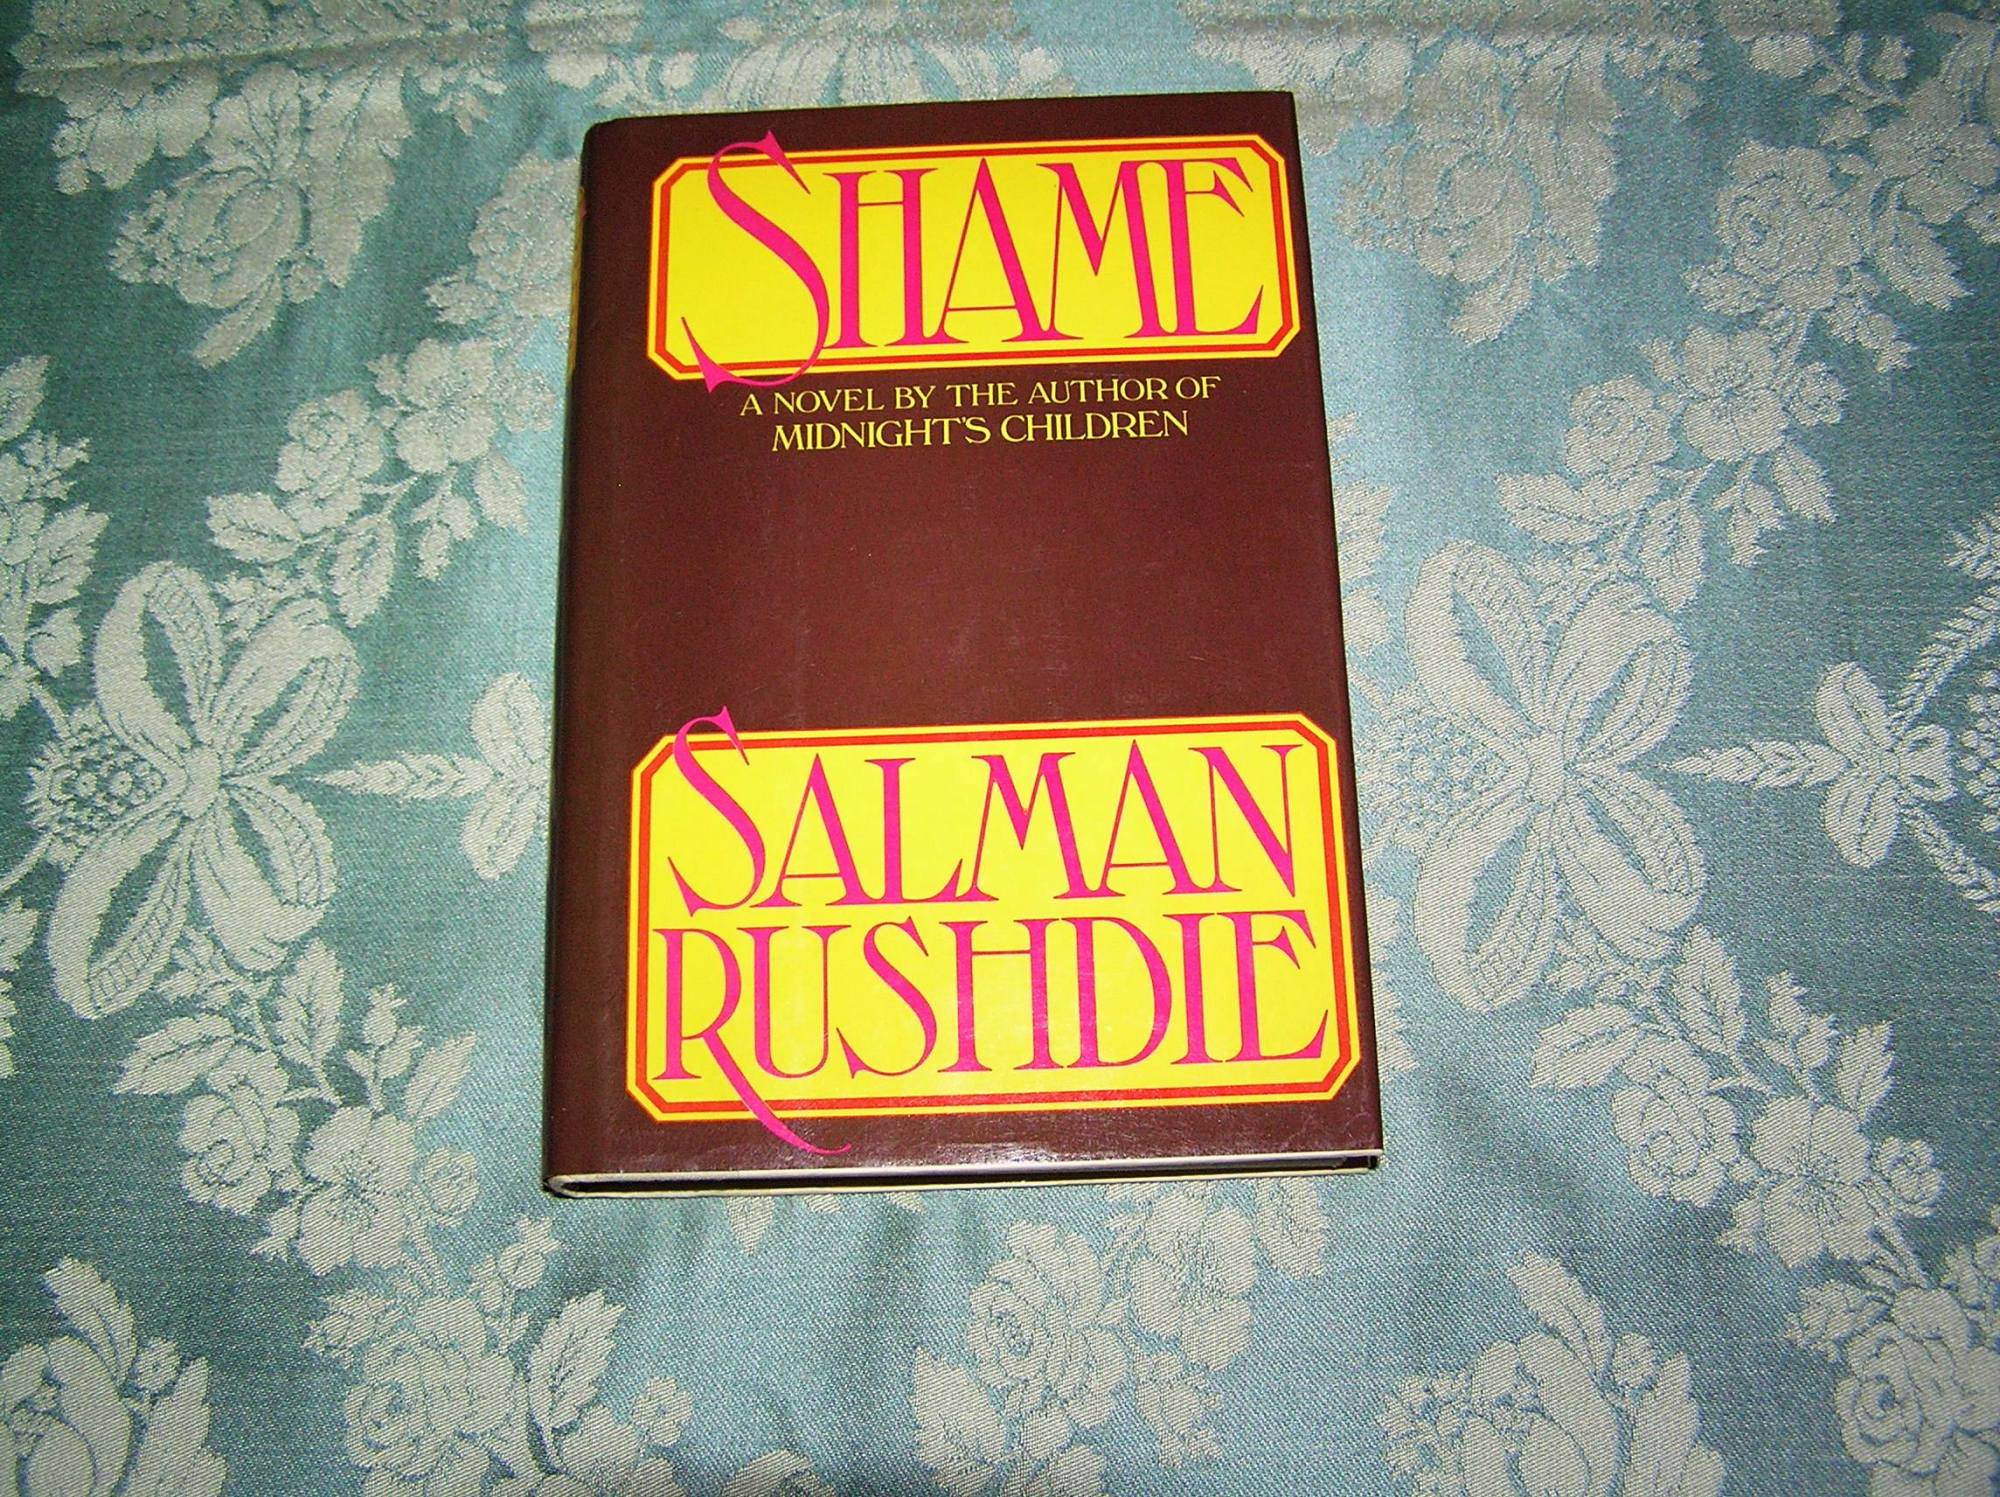 SHAME
A NOVEL BY THE AUTHOR OF
MIDNIGHT'S CHILDREN
SALMAN
RUSHDIE